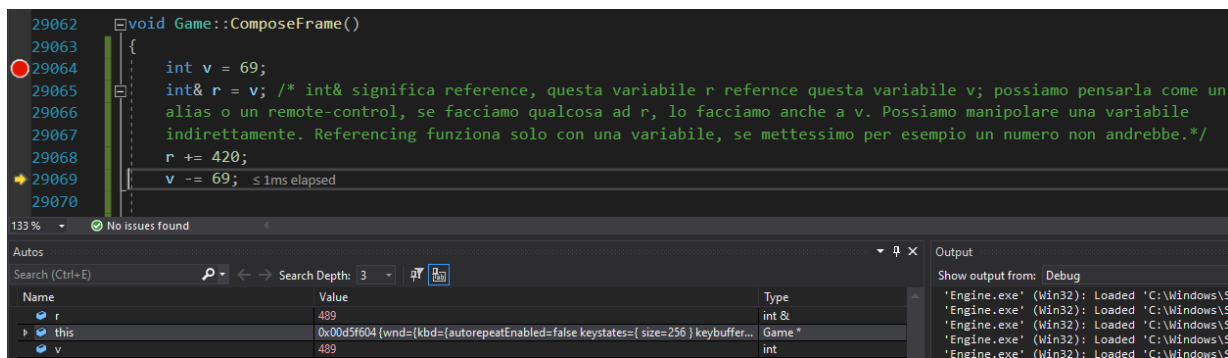 29062 void Game::ComposeFrame()
29063 {
29064 int v = 69;
29065 int& r = v; /* int& significa reference, questa variabile r refernce questa variabile v; possiamo pensarla come un
29066 alias o un remote-control, se facciamo qualcosa ad r, lo facciamo anche a v. Possiamo manipolare una variabile
29067 indirettamente. Referencing funziona solo con una variabile, se mettessimo per esempio un numero non andrebbe.*/
29068 r += 420;
29069 v -= 69; ≤ 1ms elapsed
29070
133 % No issues found
Autos
Output
Search (Ctrl+E) Search Depth: 3
Show output from: Debug
Name Value Type
r 489 int &
this 0x00d5f604 {wnd={kbd={autorepeatEnabled=false keystates={ size=256 } keybuffer... Game *
v 489 int
'Engine.exe' (Win32): Loaded 'C:\Windows\S
'Engine.exe' (Win32): Loaded 'C:\Windows\S
'Engine.exe' (Win32): Loaded 'C:\Windows\S
'Engine.exe' (Win32): Loaded 'C:\Windows\S
'Engine.exe' (Win32): Loaded 'C:\Windows\S